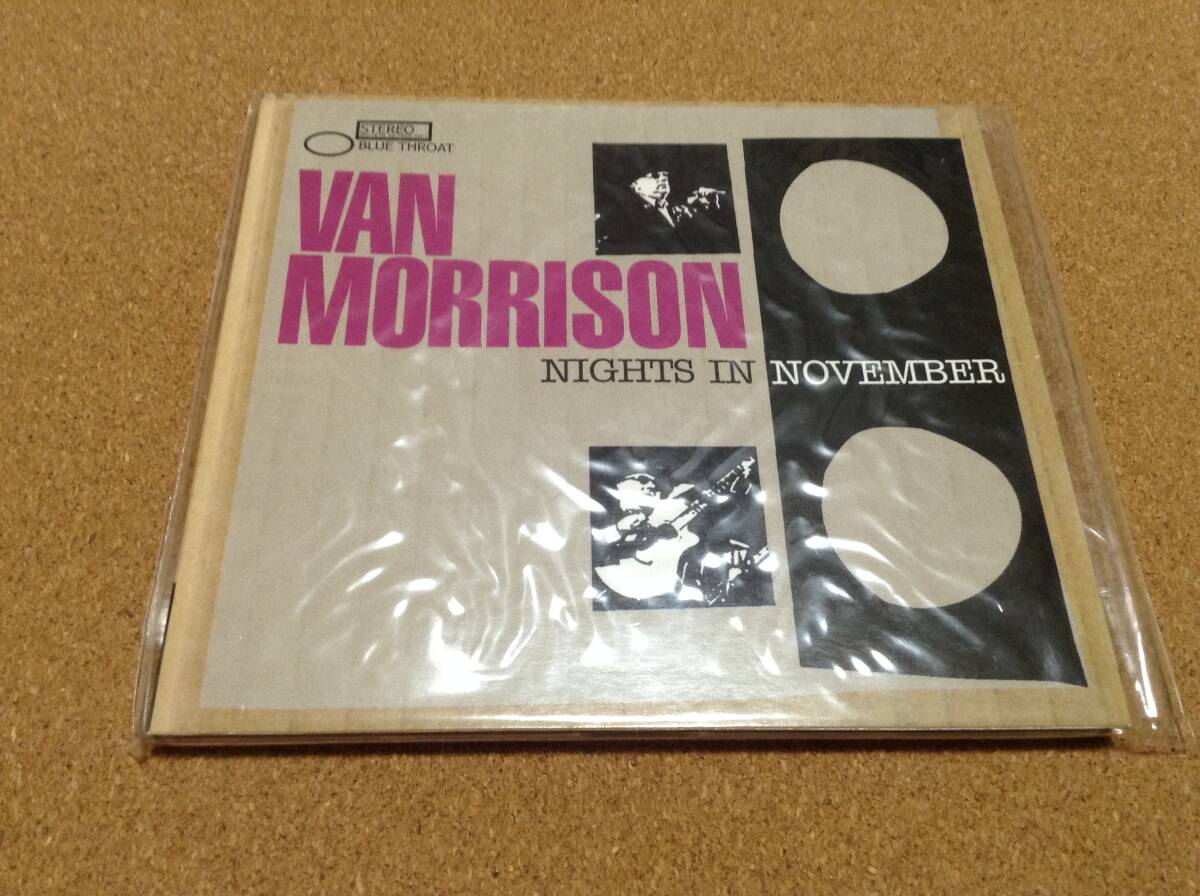 STEREO
BLUE THROAT
VAN
MORRISON
NIGHTS IN NOVEMBER